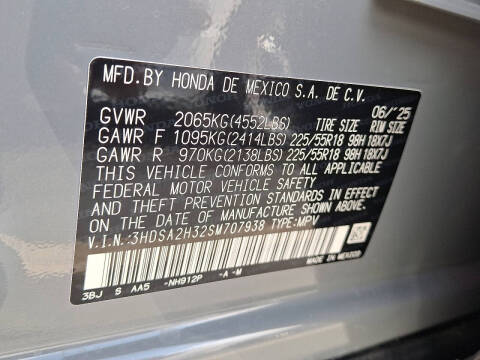 MFD. BY HONDA DE MEXICO S.A. DE C.V.
06/'25
GVWR 2065KG(4552LBS) TIRE SIZE RIM SIZE
GAWR F 1095KG(2414LBS) 225/55R18 98H 18X7J
GAWR R 970KG(2138LBS) 225/55R18 98H 18X7J
THIS VEHICLE CONFORMS TO ALL APPLICABLE
FEDERAL MOTOR VEHICLE SAFETY
AND THEFT PREVENTION STANDARDS IN EFFECT
ON THE DATE OF MANUFACTURE SHOWN ABOVE.
V.I.N.:3HDSA2H32SM707938 TYPE:MPV
3BJ S AA5 -NH912P -A -M
MADE IN MEXICO